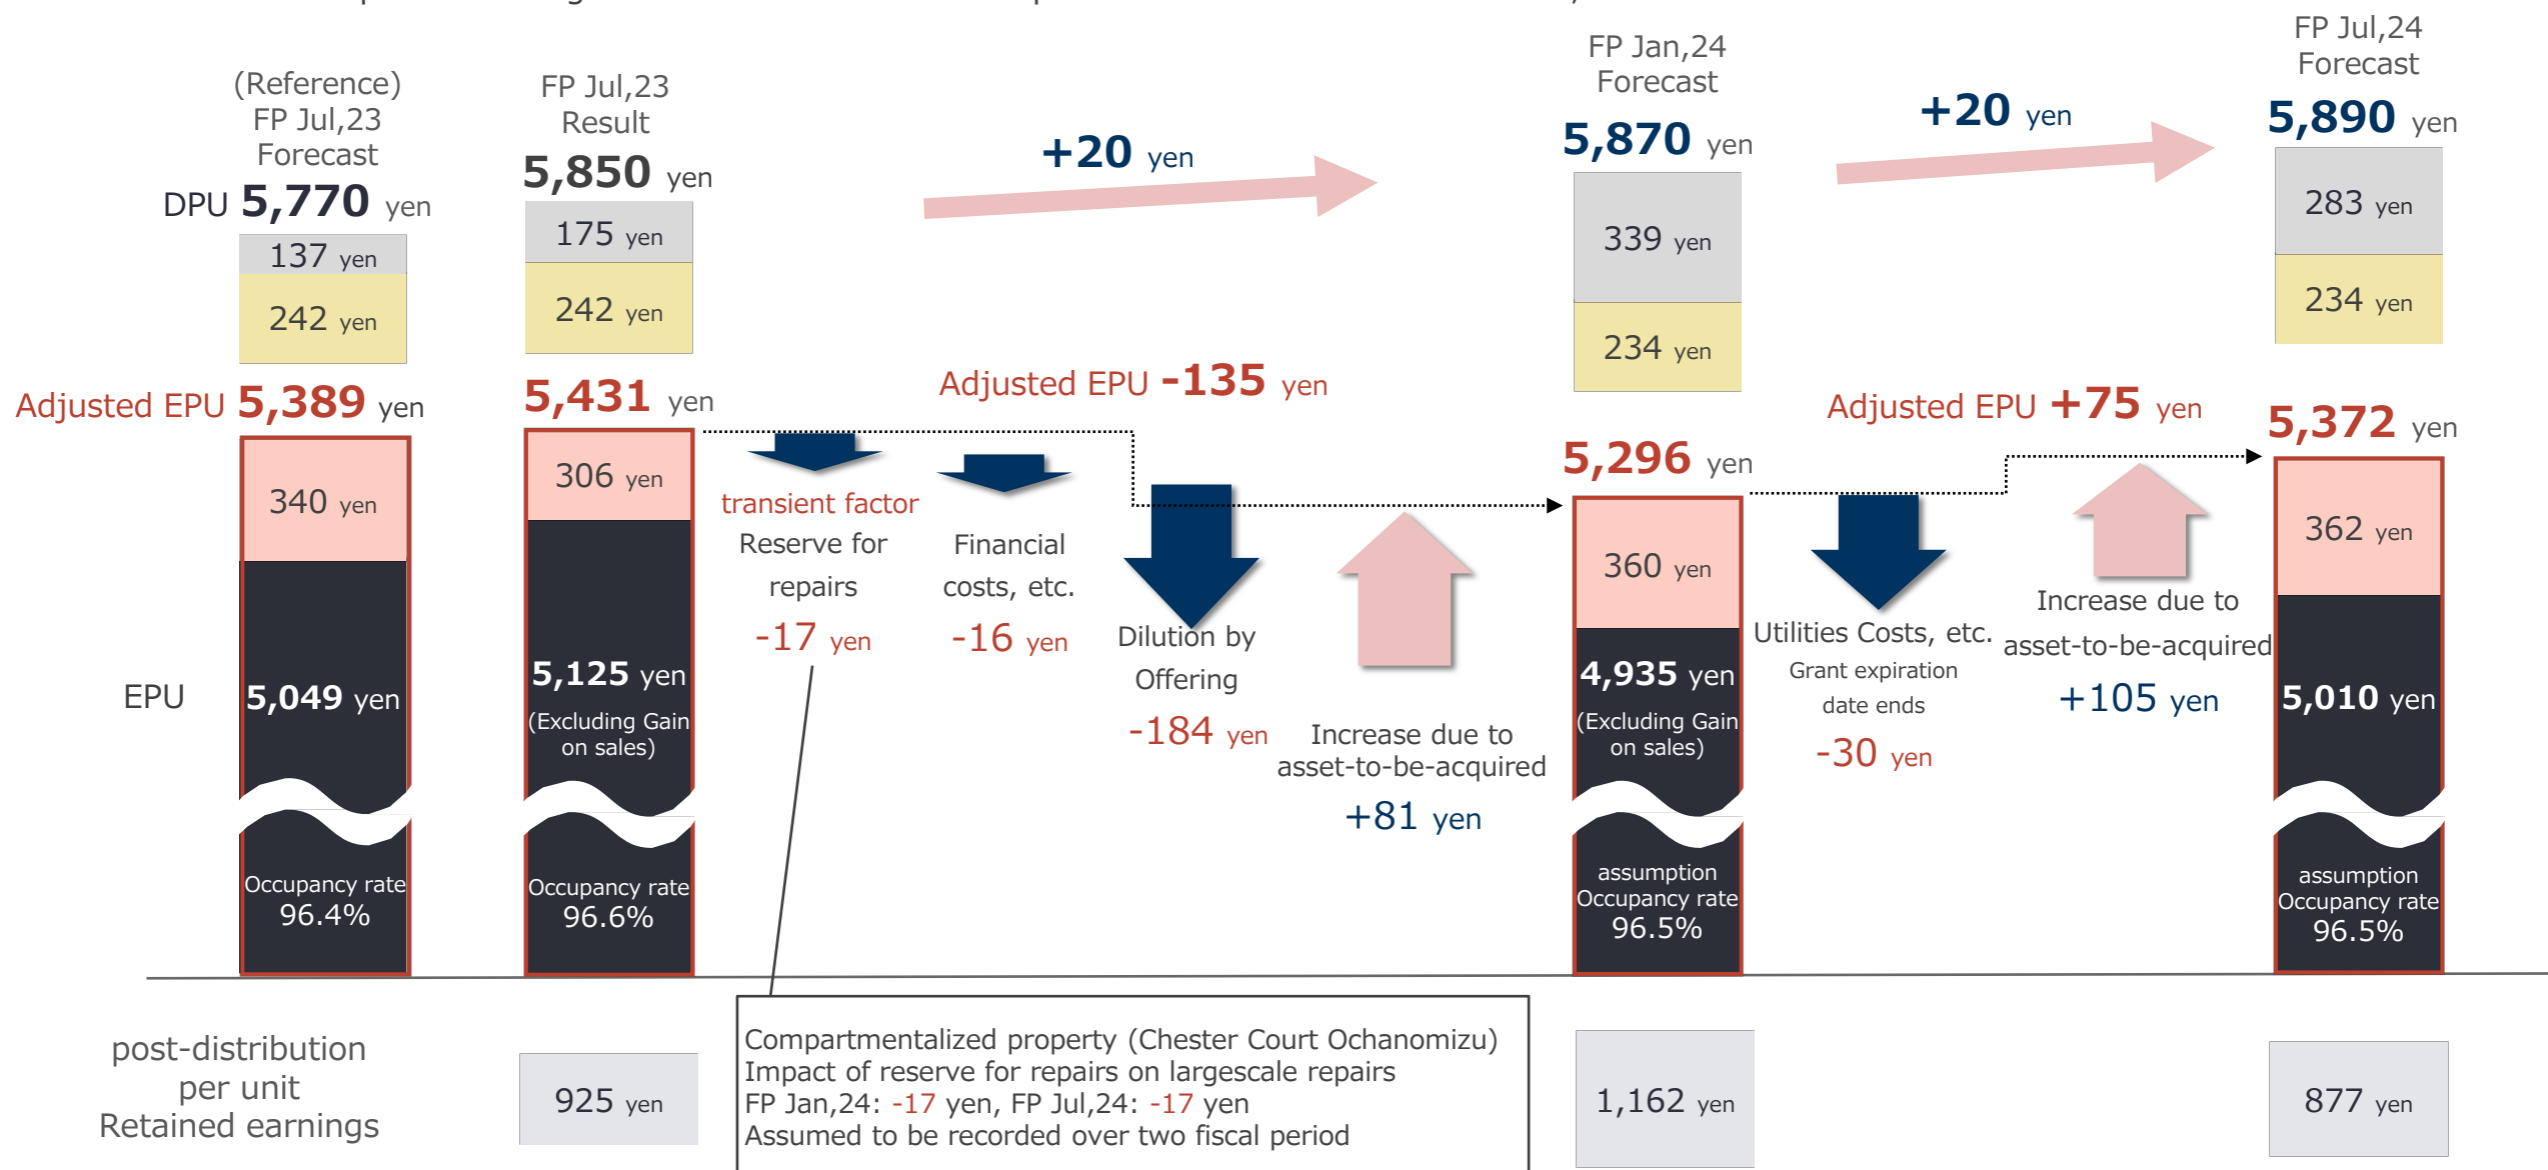 (Reference)
FP Jul,23
Forecast
DPU 5,770 yen
137 yen
242 yen
Adjusted EPU 5,389 yen
340 yen
EPU
5,049 yen
Occupancy rate
96.4%
FP Jul,23
Result
5,850 yen
175 yen
242 yen
5,431 yen
306 yen
5,125 yen
(Excluding Gain
on sales)
Occupancy rate
96.6%
+20 yen
Adjusted EPU -135 yen
transient factor
Reserve for
repairs
-17 yen
Financial
costs, etc.
-16 yen
Dilution by
Offering
-184 yen
Increase due to
asset-to-be-acquired
+81 yen
FP Jan,24
Forecast
5,870 yen
339 yen
234 yen
5,296 yen
360 yen
4,935 yen
(Excluding Gain
on sales)
assumption
Occupancy rate
96.5%
+20 yen
Adjusted EPU +75 yen
Utilities Costs, etc.
Grant expiration
date ends
-30 yen
Increase due to
asset-to-be-acquired
+105 yen
FP Jul,24
Forecast
5,890 yen
283 yen
234 yen
5,372 yen
362 yen
5,010 yen
assumption
Occupancy rate
96.5%
post-distribution
per unit
Retained earnings
925 yen
Compartmentalized property (Chester Court Ochanomizu)
Impact of reserve for repairs on largescale repairs
FP Jan,24: -17 yen, FP Jul,24: -17 yen
Assumed to be recorded over two fiscal period
1,162 yen
877 yen